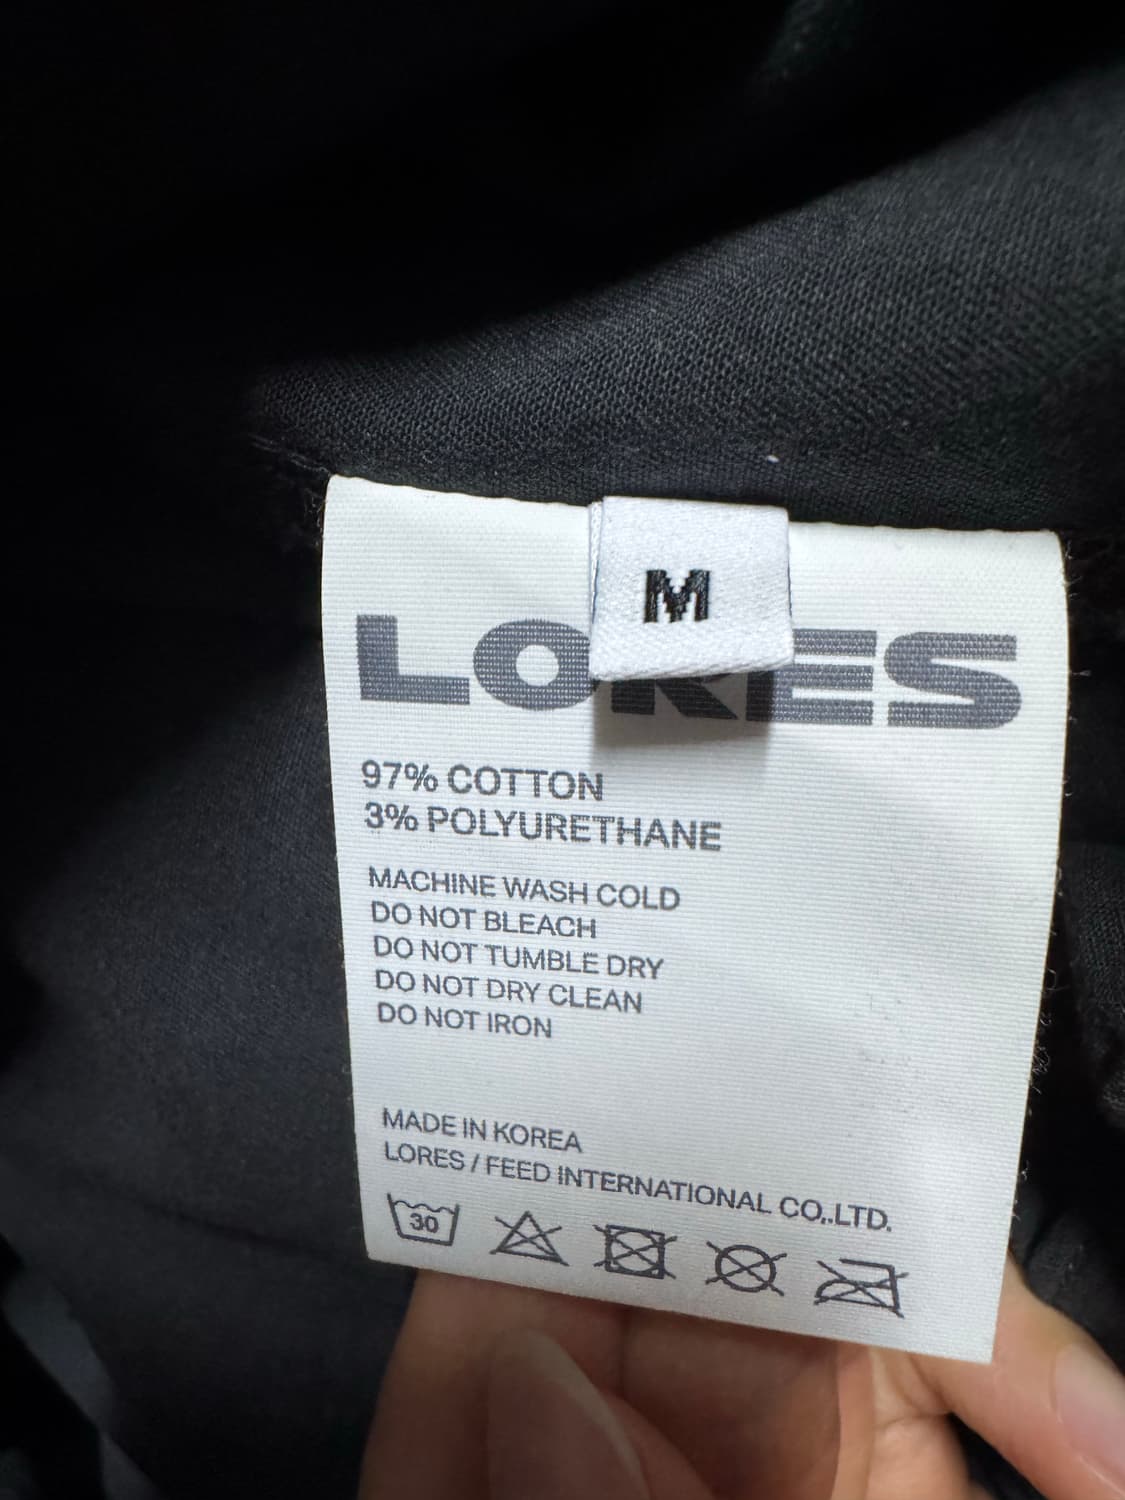 M
LORES
97% COTTON
3% POLYURETHANE
MACHINE WASH COLD
DO NOT BLEACH
DO NOT TUMBLE DRY
DO NOT DRY CLEAN
DO NOT IRON
MADE IN KOREA
LORES / FEED INTERNATIONAL CO,.LTD.
30